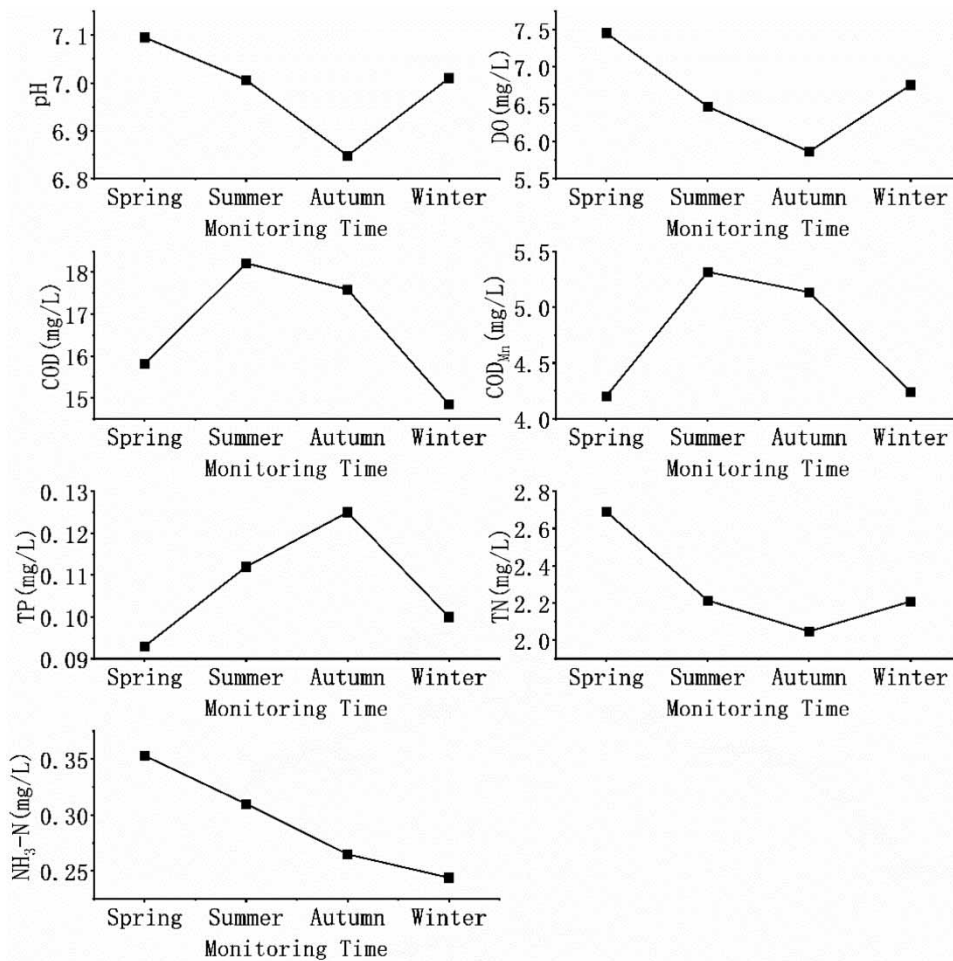 pH
7.1
7.0
6.9
6.8
Spring Summer Autumn Winter
Monitoring Time
DO(mg/L)
7.5
7.0
6.5
6.0
5.5
Spring Summer Autumn Winter
Monitoring Time
COD(mg/L)
18
17
16
15
Spring Summer Autumn Winter
Monitoring Time
COD_Mn(mg/L)
5.5
5.0
4.5
4.0
Spring Summer Autumn Winter
Monitoring Time
TP(mg/L)
0.13
0.12
0.11
0.10
0.09
Spring Summer Autumn Winter
Monitoring Time
TN(mg/L)
2.8
2.6
2.4
2.2
2.0
Spring Summer Autumn Winter
Monitoring Time
NH₃-N(mg/L)
0.35
0.30
0.25
Spring Summer Autumn Winter
Monitoring Time